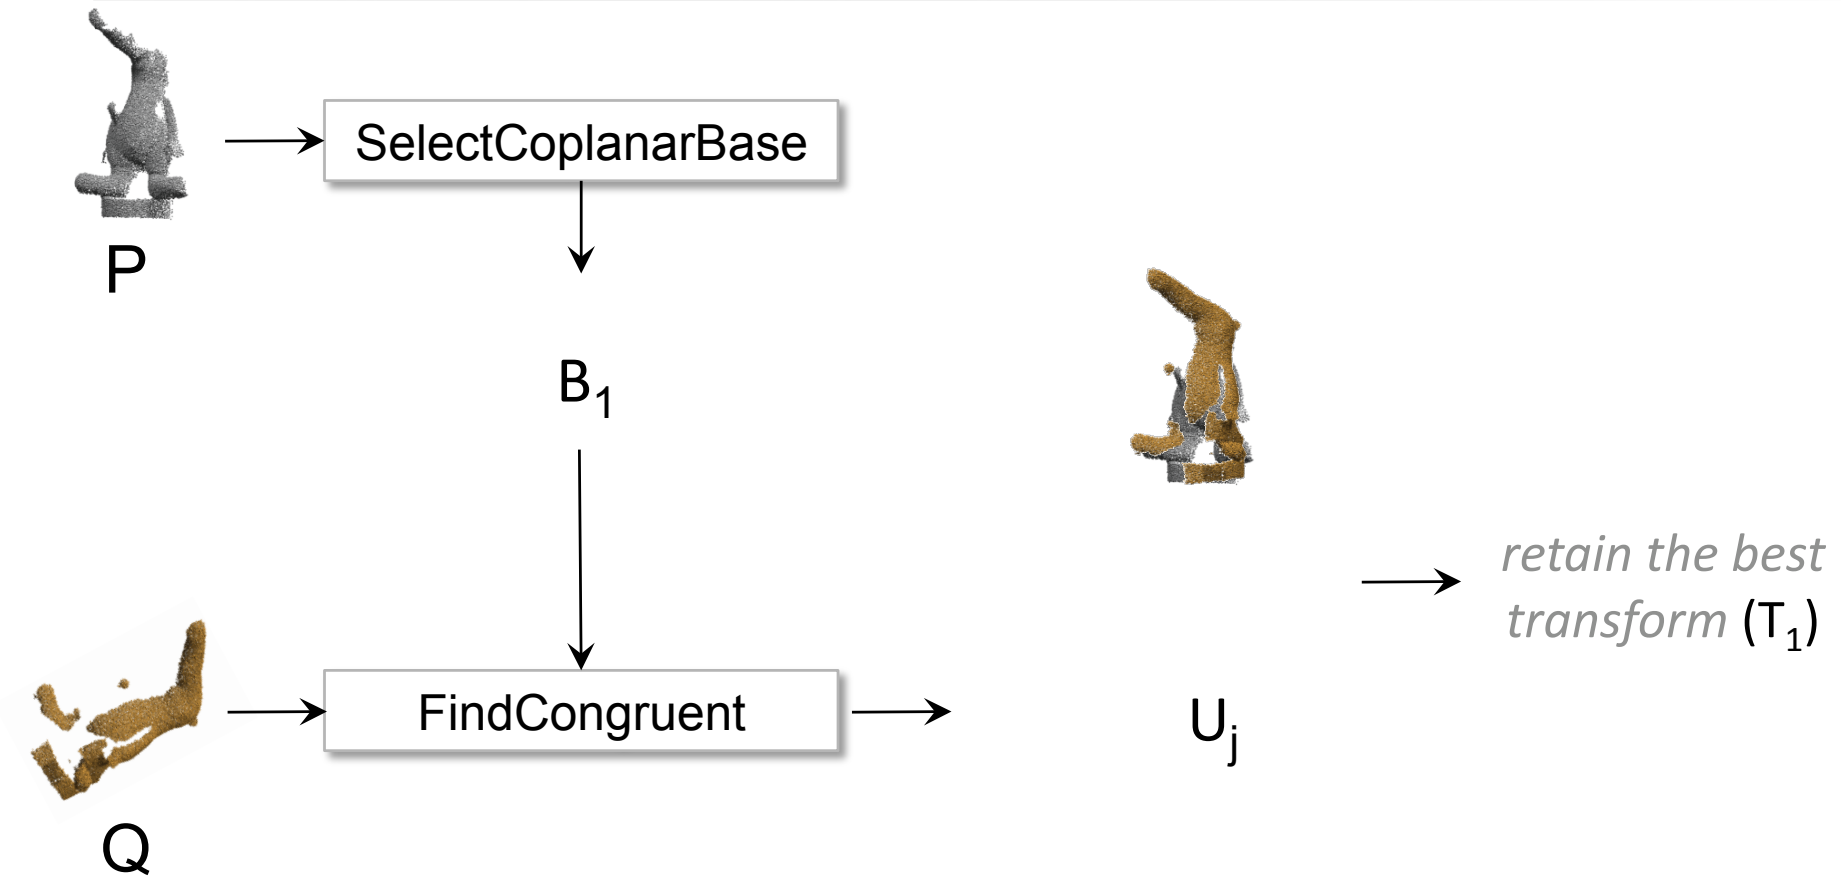 SelectCoplanarBase
P
B1
retain the best
transform (T1)
FindCongruent
Uj
Q